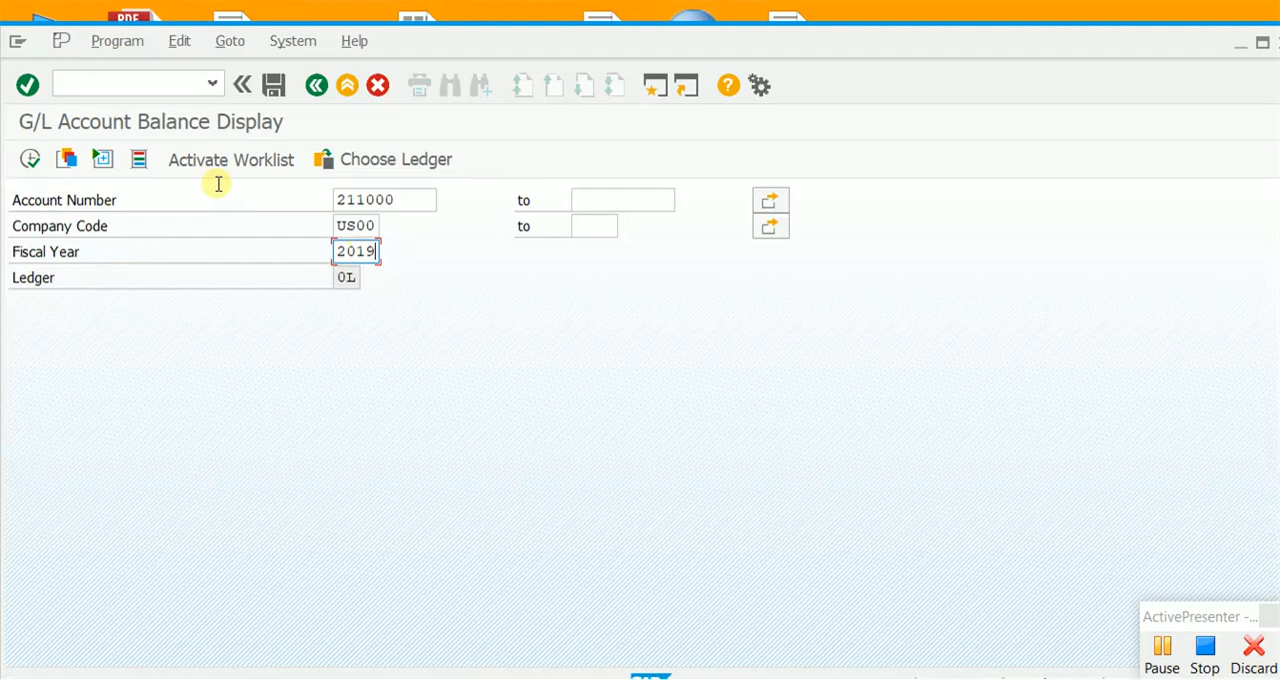 PDF
Program Edit Goto System Help
G/L Account Balance Display
Activate Worklist Choose Ledger
Account Number 211000 to
Company Code US00 to
Fiscal Year 2019
Ledger 0L
ActivePresenter -...
Pause Stop Discard